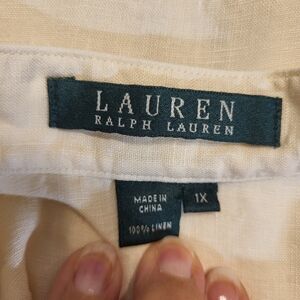 LAUREN
RALPH LAUREN
1X
MADE IN
CHINA
100% LINEN